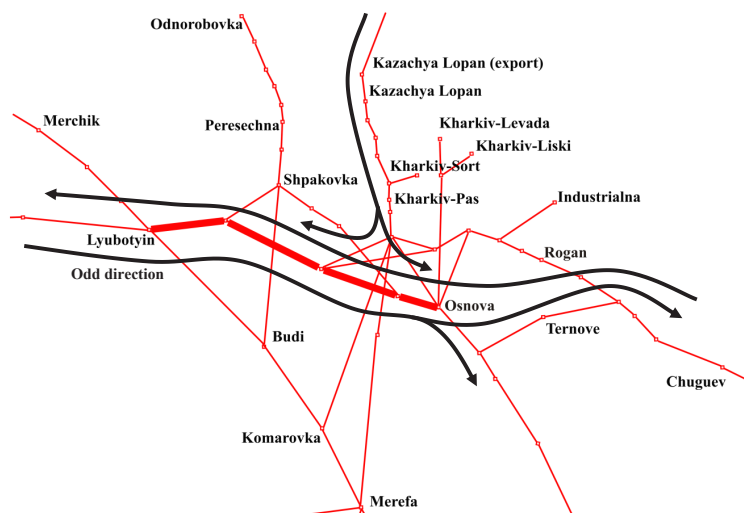 Odnorobovka
Kazachya Lopan (export)
Kazachya Lopan
Merchik
Peresechna
Kharkiv-Levada
Kharkiv-Liski
Kharkiv-Sort
Shpakovka
Kharkiv-Pas
Industrialna
Lyubotyin
Rogan
Odd direction
Osnova
Ternove
Budi
Chuguev
Komarovka
Merefa